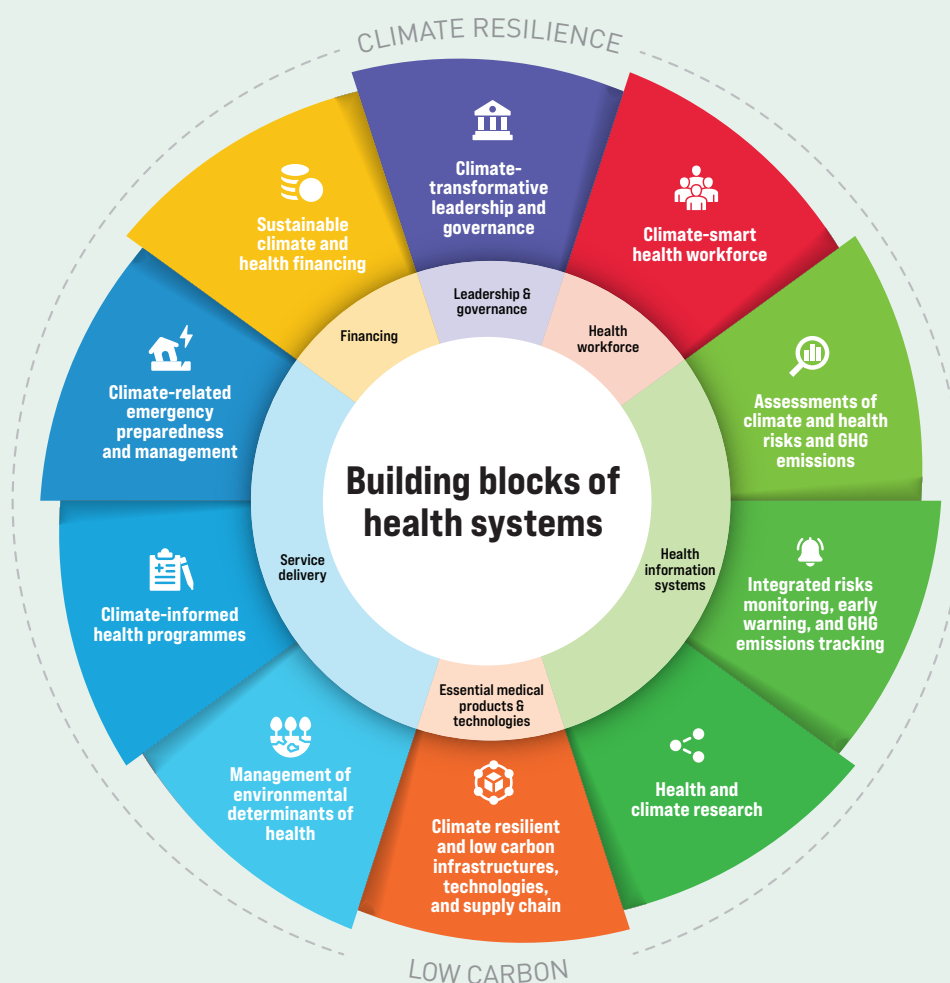 CLIMATE RESILIENCE
Climate-
transformative
leadership and
governance
Climate-smart
health workforce
Assessments of
climate and health
risks and GHG
emissions
Integrated risks
monitoring, early
warning, and GHG
emissions tracking
Health and
climate research
Climate resilient
and low carbon
infrastructures,
technologies,
and supply chain
Management of
environmental
determinants of
health
Climate-informed
health programmes
Climate-related
emergency
preparedness
and management
Sustainable
climate and
health financing
Leadership &
governance
Health
workforce
Health
information
systems
Essential medical
products &
technologies
Service
delivery
Financing
Building blocks of
health systems
LOW CARBON